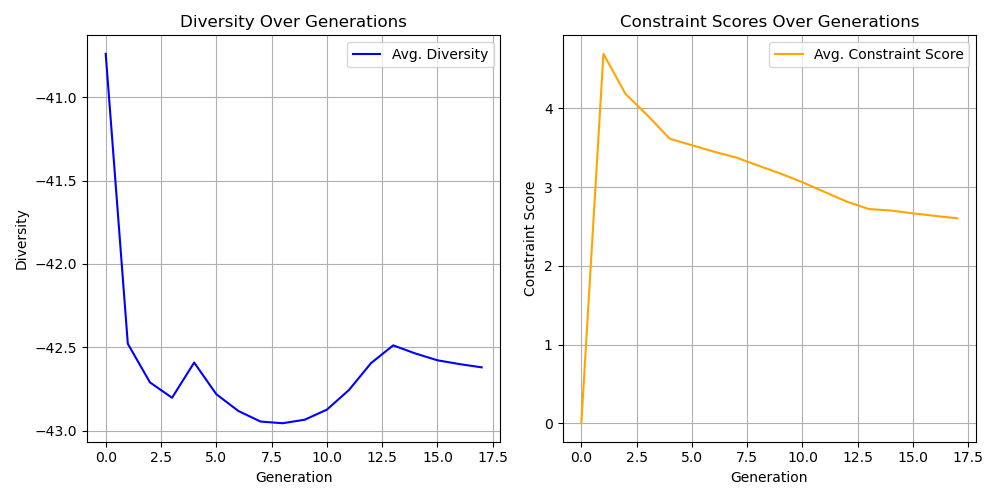 Diversity Over Generations
Avg. Diversity
Diversity
−41.0
−41.5
−42.0
−42.5
−43.0
0.0 2.5 5.0 7.5 10.0 12.5 15.0 17.5
Generation
Constraint Scores Over Generations
Avg. Constraint Score
Constraint Score
4
3
2
1
0
0.0 2.5 5.0 7.5 10.0 12.5 15.0 17.5
Generation